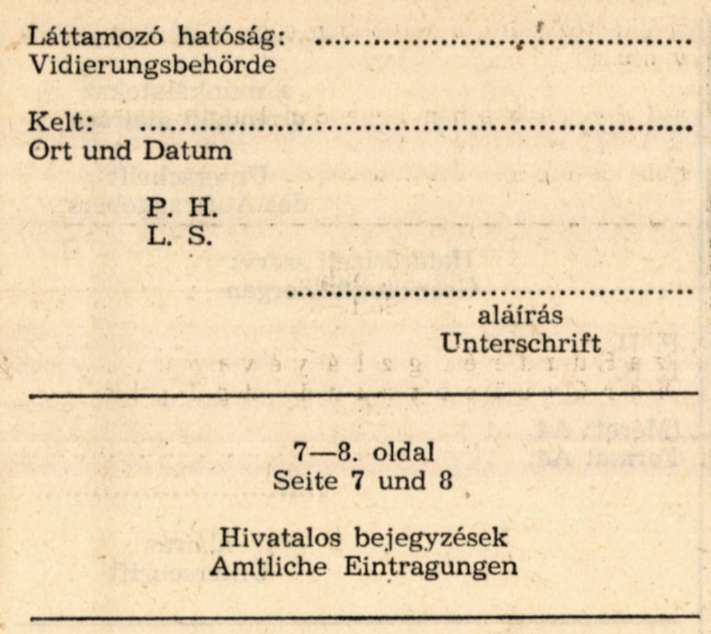 Láttamozó hatóság: ........................................
Vidierungsbehörde
Kelt: ............................................................
Ort und Datum
P. H.
L. S.
............................................
aláírás
Unterschrift
7—8. oldal
Seite 7 und 8
Hivatalos bejegyzések
Amtliche Eintragungen